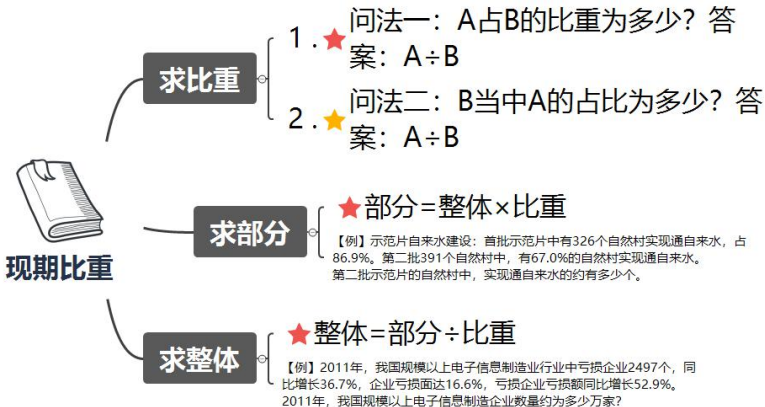 现期比重
求比重
1.问法一：A占B的比重为多少？答
案：A÷B
2.问法二：B当中A的占比为多少？答
案：A÷B
求部分
部分=整体×比重
【例】示范片自来水建设：首批示范片中有326个自然村实现通自来水，占
86.9%。第二批391个自然村中，有67.0%的自然村实现通自来水。
第二批示范片的自然村中，实现通自来水的约有多少个。
求整体
整体=部分÷比重
【例】2011年，我国规模以上电子信息制造业行业中亏损企业2497个，同
比增长36.7%，企业亏损面达16.6%，亏损企业亏损额同比增长52.9%。
2011年，我国规模以上电子信息制造企业数量约为多少万家？